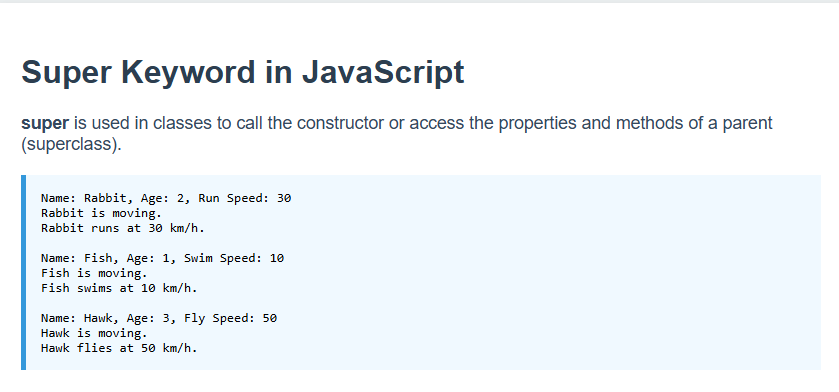 Super Keyword in JavaScript
super is used in classes to call the constructor or access the properties and methods of a parent
(superclass).
Name: Rabbit, Age: 2, Run Speed: 30
Rabbit is moving.
Rabbit runs at 30 km/h.
Name: Fish, Age: 1, Swim Speed: 10
Fish is moving.
Fish swims at 10 km/h.
Name: Hawk, Age: 3, Fly Speed: 50
Hawk is moving.
Hawk flies at 50 km/h.